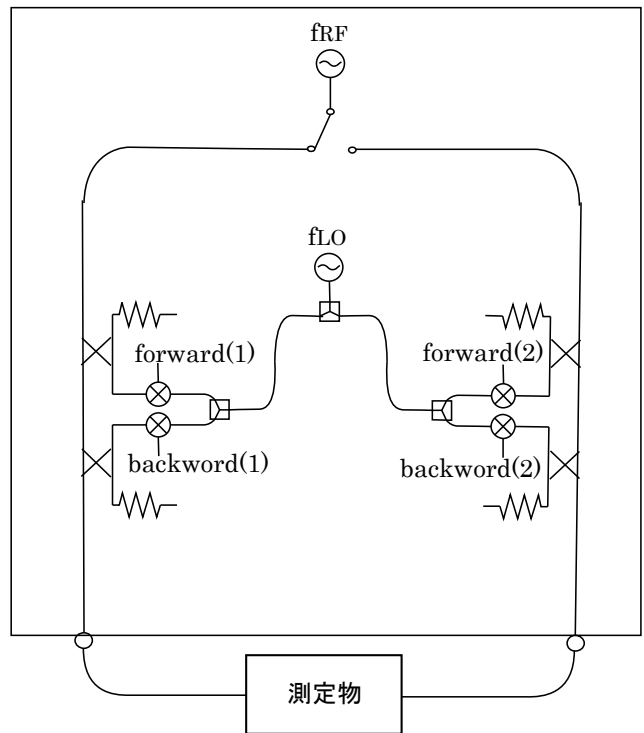 fRF
fLO
forward(1)
forward(2)
backword(1)
backword(2)
測定物